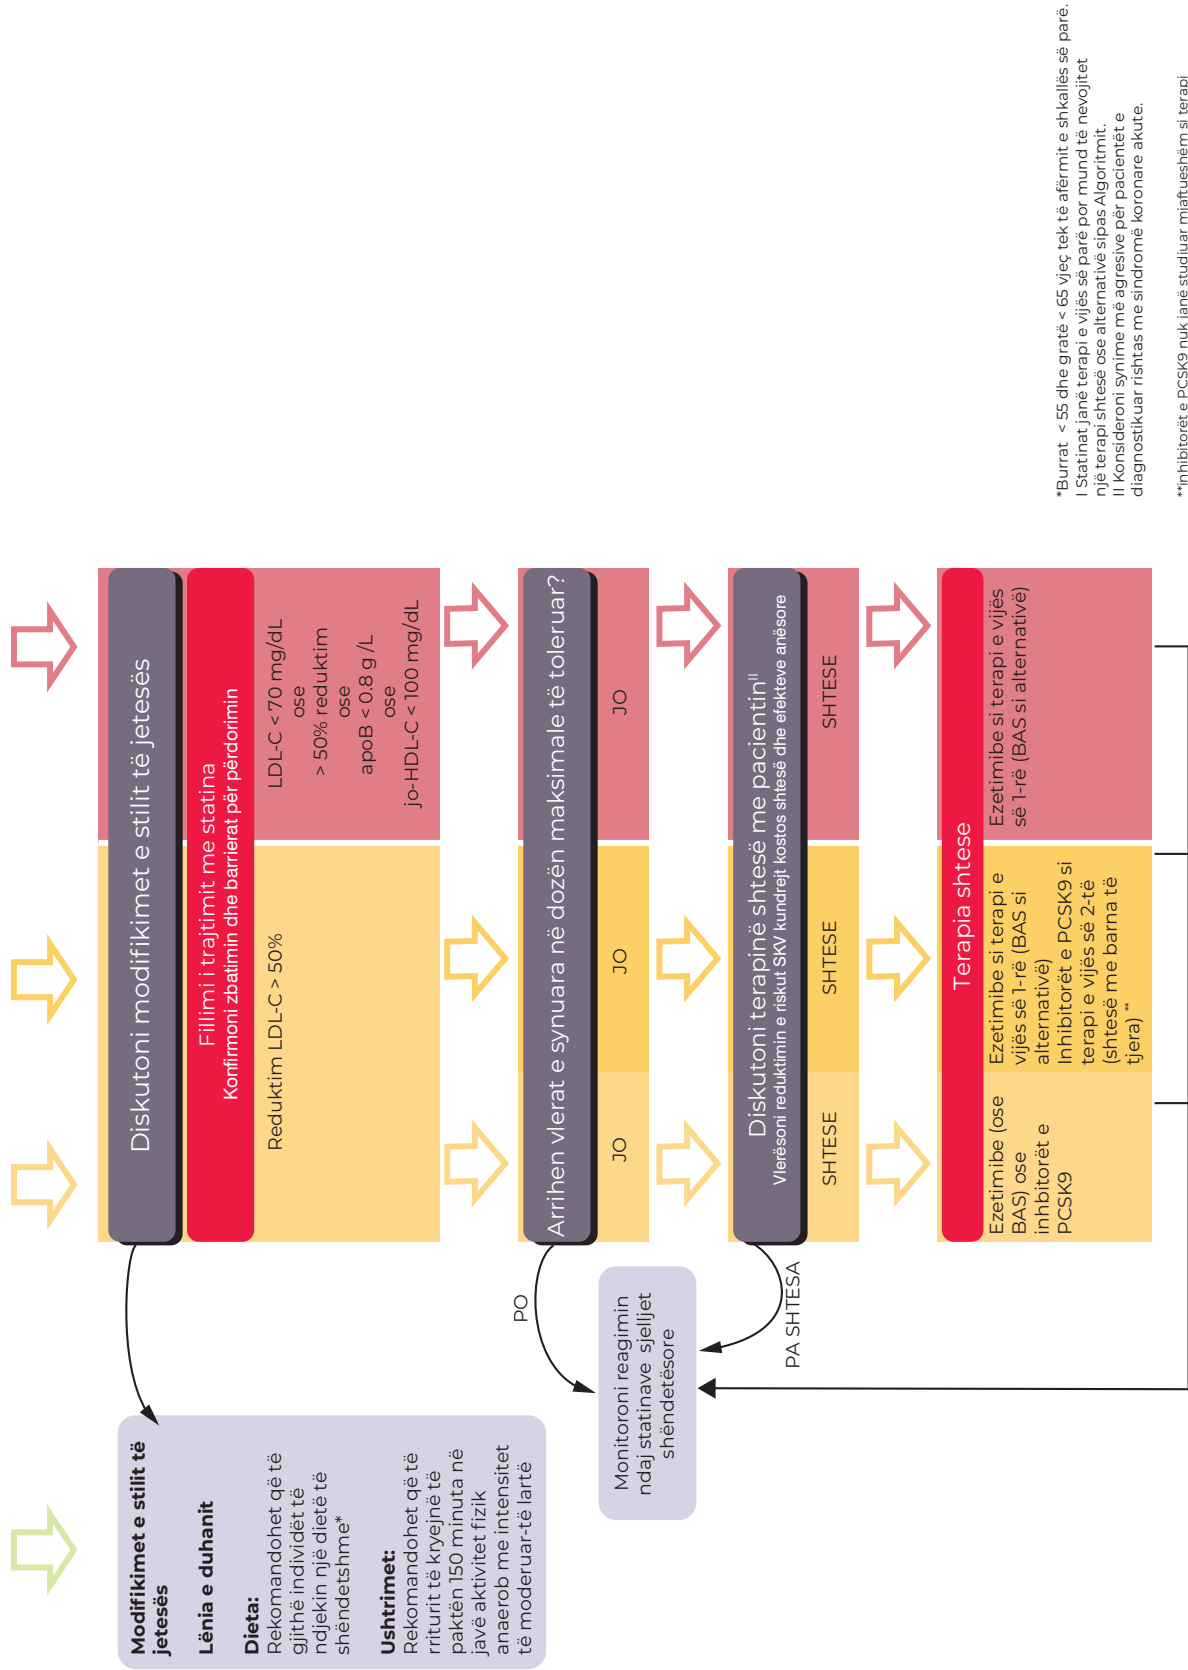 Modifikimet e stilit të
jetesës
Lënia e duhanit
Dieta:
Rekomandohet që të
gjithë individët të
ndjekin një dietë të
shëndetshme*
Ushtrimet:
Rekomandohet që të
rriturit të kryejnë të
paktën 150 minuta në
javë aktivitet fizik
anaerob me intensitet
të moderuar-të lartë
Diskutoni modifikimet e stilit të jetesës
Fillimi i trajtimit me statina
Konfirmoni zbatimin dhe barrierat për përdorimin
Reduktim LDL-C > 50%
LDL-C < 70 mg/dL
ose
> 50% reduktim
ose
apoB < 0.8 g /L
ose
jo-HDL-C < 100 mg/dL
Arrihen vlerat e synuara në dozën maksimale të toleruar?
PO
JO
JO
JO
Monitoroni reagimin
ndaj statinave sjelljet
shëndetësore
Diskutoni terapinë shtesë me pacientin II
Vlerësoni reduktimin e riskut SKV kundrejt kostos shtesë dhe efekteve anësore
PA SHTESA
SHTESE
SHTESE
SHTESE
Terapia shtese
Ezetimibe (ose
BAS) ose
inhbitorët e
PCSK9
Ezetimibe si terapi e
vijës së 1-rë (BAS si
alternativë)
Inhibitorët e PCSK9 si
terapi e vijës së 2-të
(shtesë me barna të
tjera) **
Ezetimibe si terapi e vijës
së 1-rë (BAS si alternativë)
*Burrat < 55 dhe gratë < 65 vjeç tek të afërmit e shkallës së parë.
I Statinat janë terapi e vijës së parë por mund të nevojitet
një terapi shtesë ose alternativë sipas Algoritmit.
II Konsideroni synime më agresive për pacientët e
diagnostikuar rishtas me sindromë koronare akute.
**inhibitorët e PCSK9 nuk janë studiuar mjaftueshëm si terapi